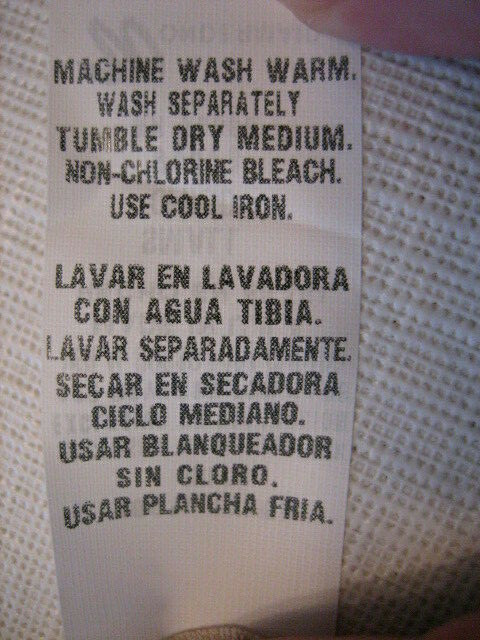 MACHINE WASH WARM.
WASH SEPARATELY
TUMBLE DRY MEDIUM.
NON-CHLORINE BLEACH.
USE COOL IRON.
LAVAR EN LAVADORA
CON AGUA TIBIA.
LAVAR SEPARADAMENTE.
SECAR EN SECADORA
CICLO MEDIANO.
USAR BLANQUEADOR
SIN CLORO.
USAR PLANCHA FRIA.